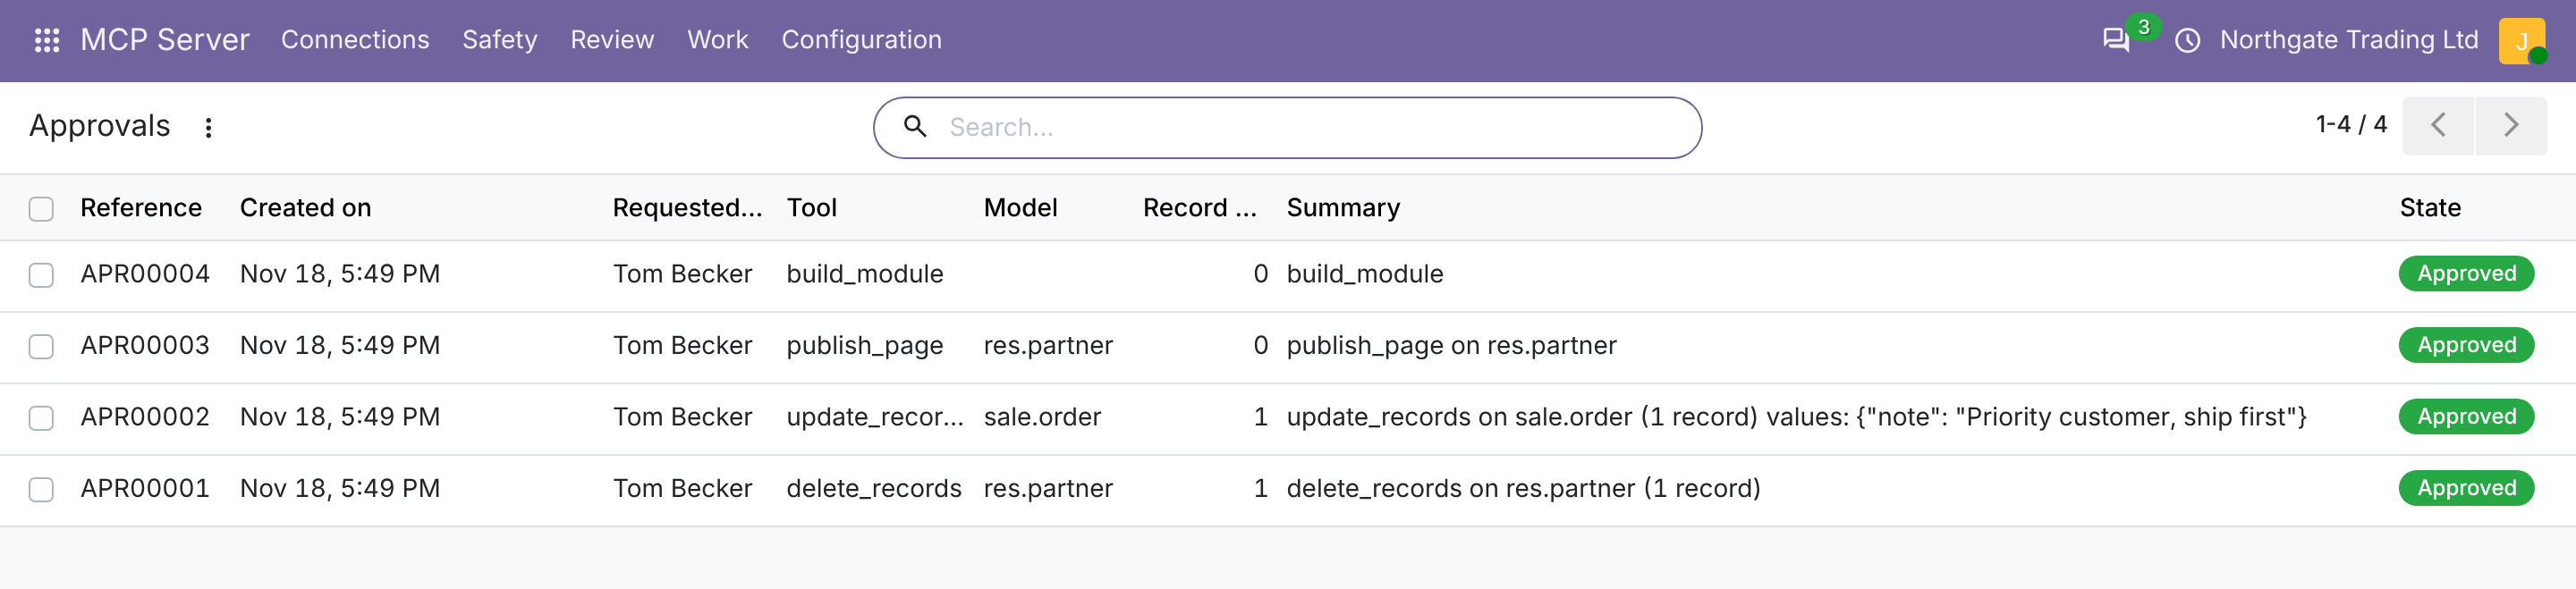 MCP Server Connections Safety Review Work Configuration 3 Northgate Trading Ltd J
Approvals Search... 1-4 / 4
Reference Created on Requested... Tool Model Record ... Summary State
APR00004 Nov 18, 5:49 PM Tom Becker build_module 0 build_module Approved
APR00003 Nov 18, 5:49 PM Tom Becker publish_page res.partner 0 publish_page on res.partner Approved
APR00002 Nov 18, 5:49 PM Tom Becker update_recor... sale.order 1 update_records on sale.order (1 record) values: {"note": "Priority customer, ship first"} Approved
APR00001 Nov 18, 5:49 PM Tom Becker delete_records res.partner 1 delete_records on res.partner (1 record) Approved